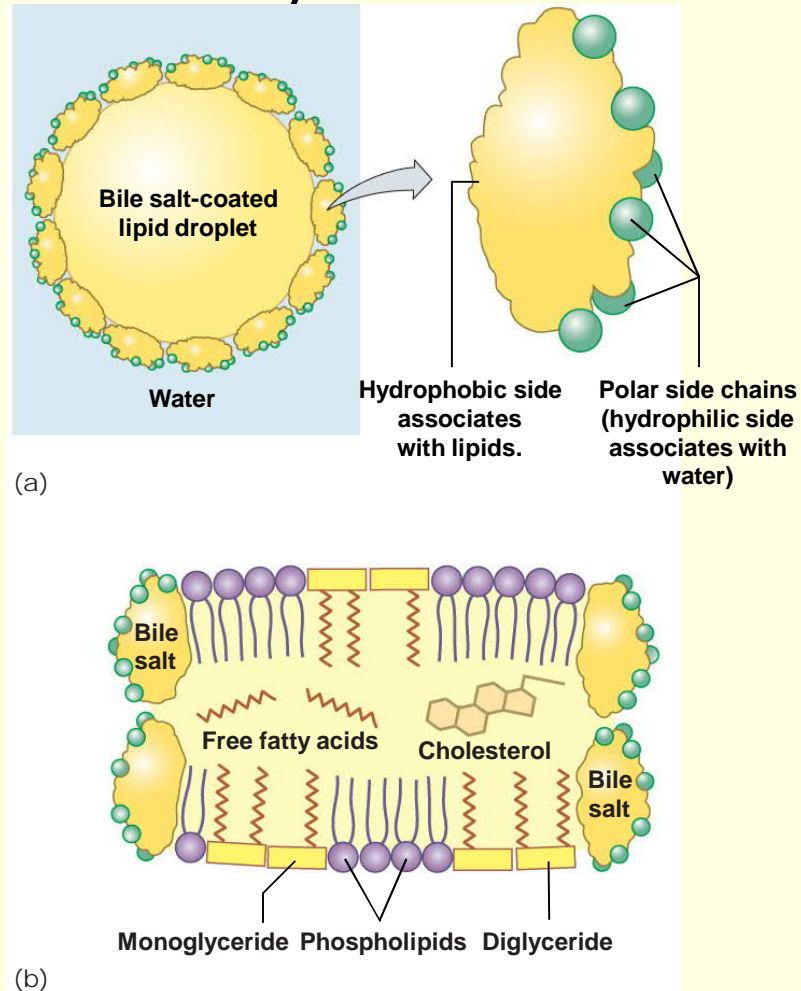 Bile salt-coated
lipid droplet
Water
Hydrophobic side
associates
with lipids.
Polar side chains
(hydrophilic side
associates with
water)
(a)
Bile
salt
Free fatty acids
Cholesterol
Bile
salt
Monoglyceride Phospholipids Diglyceride
(b)